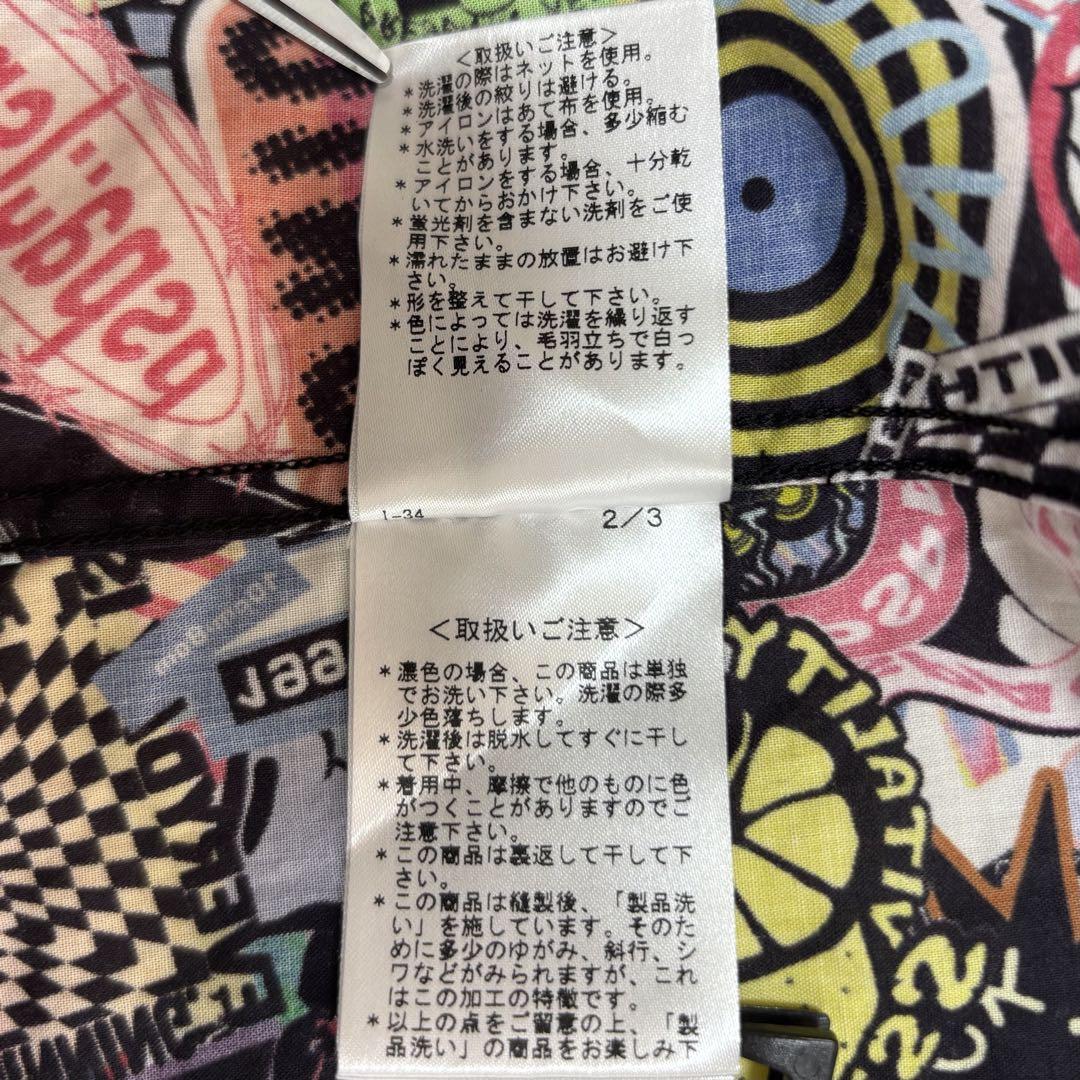 ＜取扱いご注意＞
*洗濯の際はネットを使用。
*洗濯後の絞りは避ける。
*アイロンはあて布を使用。
*水洗いをする場合、多少縮む
ことがあります。
*アイロンをする場合、十分乾
いてからおかけ下さい。
*蛍光剤を含まない洗剤をご使
用下さい。
*濡れたままの放置はお避け下
さい。
*形を整えて干して下さい。
*色によっては洗濯を繰り返す
ことにより、毛羽立ちで白っ
ぽく見えることがあります。
1-34 2/3
＜取扱いご注意＞
*濃色の場合、この商品は単独
でお洗い下さい。洗濯の際多
少色落ちします。
*洗濯後は脱水してすぐに干し
て下さい。
*着用中、摩擦で他のものに色
がつくことがありますのでご
注意下さい。
*この商品は裏返して干して下
さい。
*この商品は縫製後、「製品洗
い」を施しています。そのた
めに多少のゆがみ、斜行、シ
ワなどがみられますが、これ
はこの加工の特徴です。
*以上の点をご留意の上、「製
品洗い」の商品をお楽しみ下